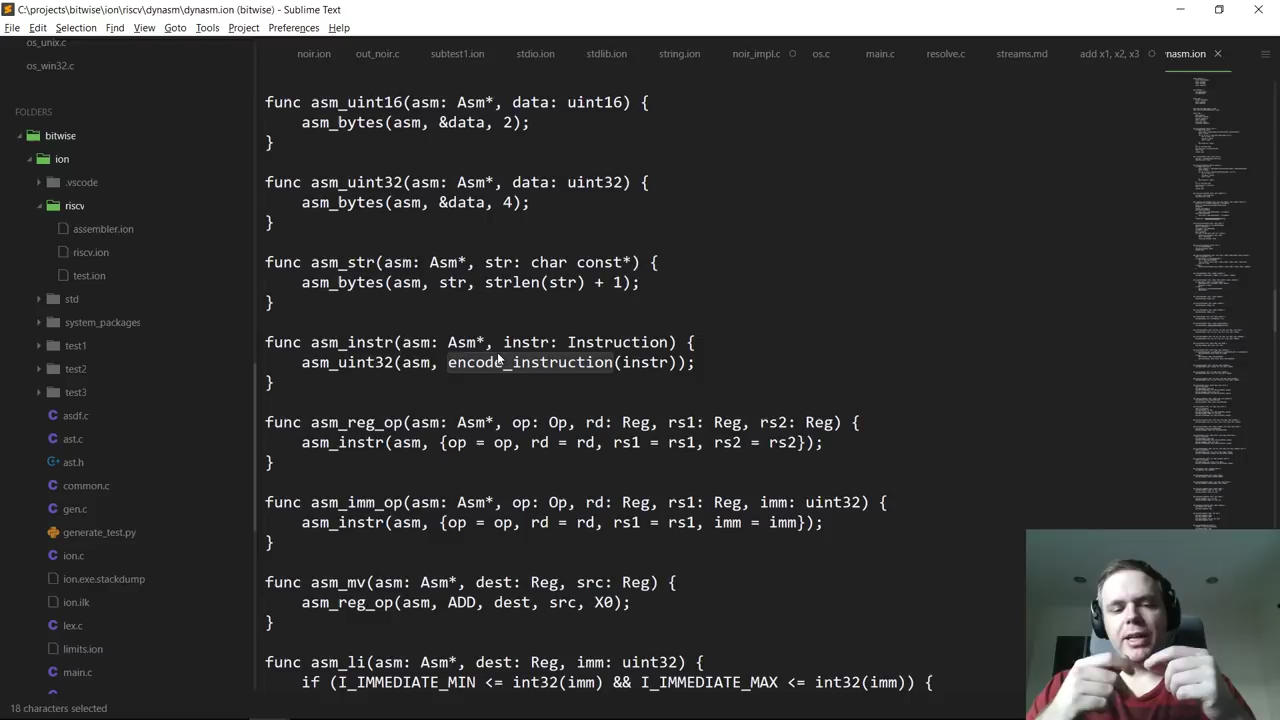 C:\projects\bitwise\ion\riscv\dynasm\dynasm.ion (bitwise) - Sublime Text
File Edit Selection Find View Goto Tools Project Preferences Help
noir.ion out_noir.c subtest1.ion stdio.ion stdlib.ion string.ion noir_impl.c os.c main.c resolve.c streams.md add x1, x2, x3 ynasm.ion
os_unix.c
os_win32.c
FOLDERS
bitwise
ion
.vscode
riscv
assembler.ion
riscv.ion
test.ion
std
system_packages
test1
test2
test3
asdf.c
ast.c
ast.h
common.c
gen.c
generate_test.py
ion.c
ion.exe.stackdump
ion.ilk
lex.c
limits.ion
main.c
func asm_uint16(asm: Asm*, data: uint16) {
asm_bytes(asm, &data, );
}
func asm_uint32(asm: Asm*, data: uint32) {
asm_bytes(asm, &data, );
}
func asm_str(asm: Asm*, str: char const*) {
asm_bytes(asm, str, strlen(str) + 1);
}
func asm_instr(asm: Asm*, instr: Instruction) {
asm_uint32(asm, encode_instruction(instr));
}
func asm_reg_op(asm: Asm*, op: Op, rd: Reg, rs1: Reg, rs2: Reg) {
asm_instr(asm, {op = op, rd = rd, rs1 = rs1, rs2 = rs2});
}
func asm_imm_op(asm: Asm*, op: Op, rd: Reg, rs1: Reg, imm: uint32) {
asm_instr(asm, {op = op, rd = rd, rs1 = rs1, imm = imm});
}
func asm_mv(asm: Asm*, dest: Reg, src: Reg) {
asm_reg_op(asm, ADD, dest, src, X0);
}
func asm_li(asm: Asm*, dest: Reg, imm: uint32) {
if (I_IMMEDIATE_MIN <= int32(imm) && I_IMMEDIATE_MAX <= int32(imm)) {
18 characters selected